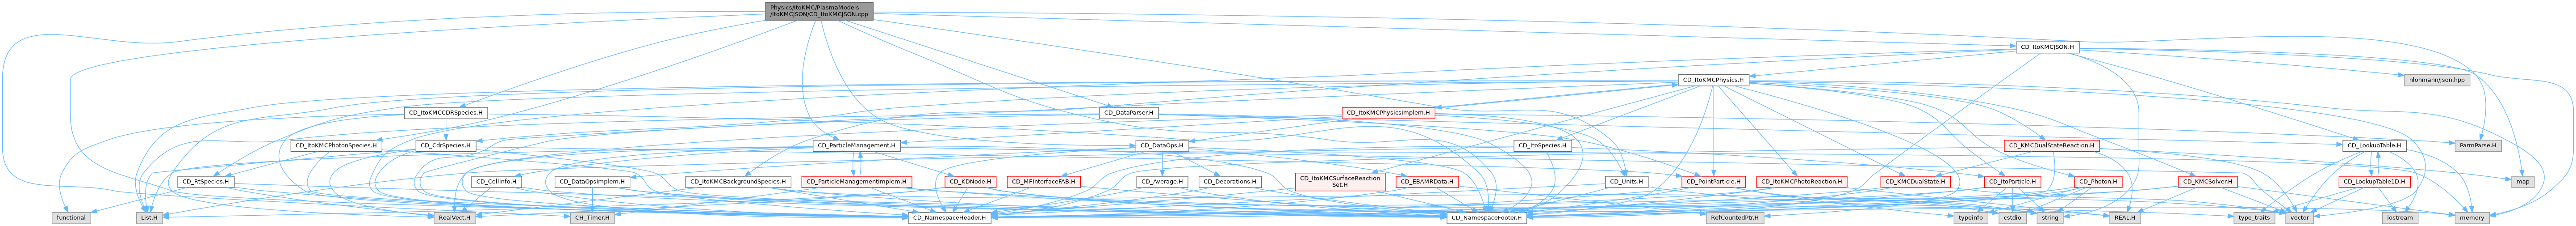 Physics/ItoKMC/PlasmaModels
/ItoKMCJSON/CD_ItoKMCJSON.cpp
CD_ItoKMCJSON.H
CD_ItoKMCPhysics.H
nlohmann/json.hpp
CD_ItoKMCCDRSpecies.H
CD_DataParser.H
CD_ItoKMCPhysicsImplem.H
CD_ItoKMCPhotonSpecies.H
CD_CdrSpecies.H
CD_ParticleManagement.H
CD_DataOps.H
CD_ItoSpecies.H
CD_KMCDualStateReaction.H
ParmParse.H
CD_LookupTable.H
CD_RtSpecies.H
CD_CellInfo.H
CD_ParticleManagementImplem.H
CD_KDNode.H
CD_DataOpsImplem.H
CD_ItoKMCBackgroundSpecies.H
CD_MFInterfaceFAB.H
CD_Average.H
CD_Decorations.H
CD_ItoKMCSurfaceReaction
Set.H
CD_EBAMRData.H
CD_Units.H
CD_PointParticle.H
CD_ItoKMCPhotoReaction.H
CD_KMCDualState.H
CD_ItoParticle.H
CD_Photon.H
CD_KMCSolver.H
CD_LookupTable1D.H
map
functional
List.H
RealVect.H
CH_Timer.H
CD_NamespaceHeader.H
CD_NamespaceFooter.H
RefCountedPtr.H
typeinfo
cstdio
string
REAL.H
type_traits
vector
iostream
memory